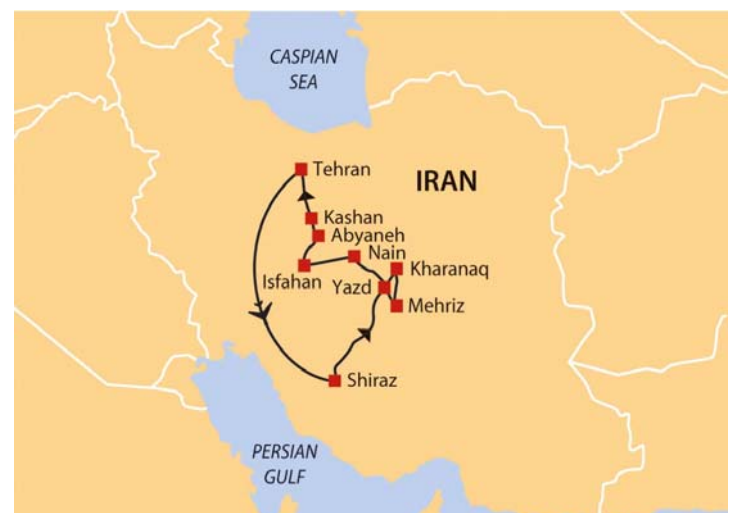 CASPIAN
SEA
Tehran
IRAN
Kashan
Abyaneh
Nain
Kharanaq
Isfahan
Yazd
Mehriz
Shiraz
PERSIAN
GULF